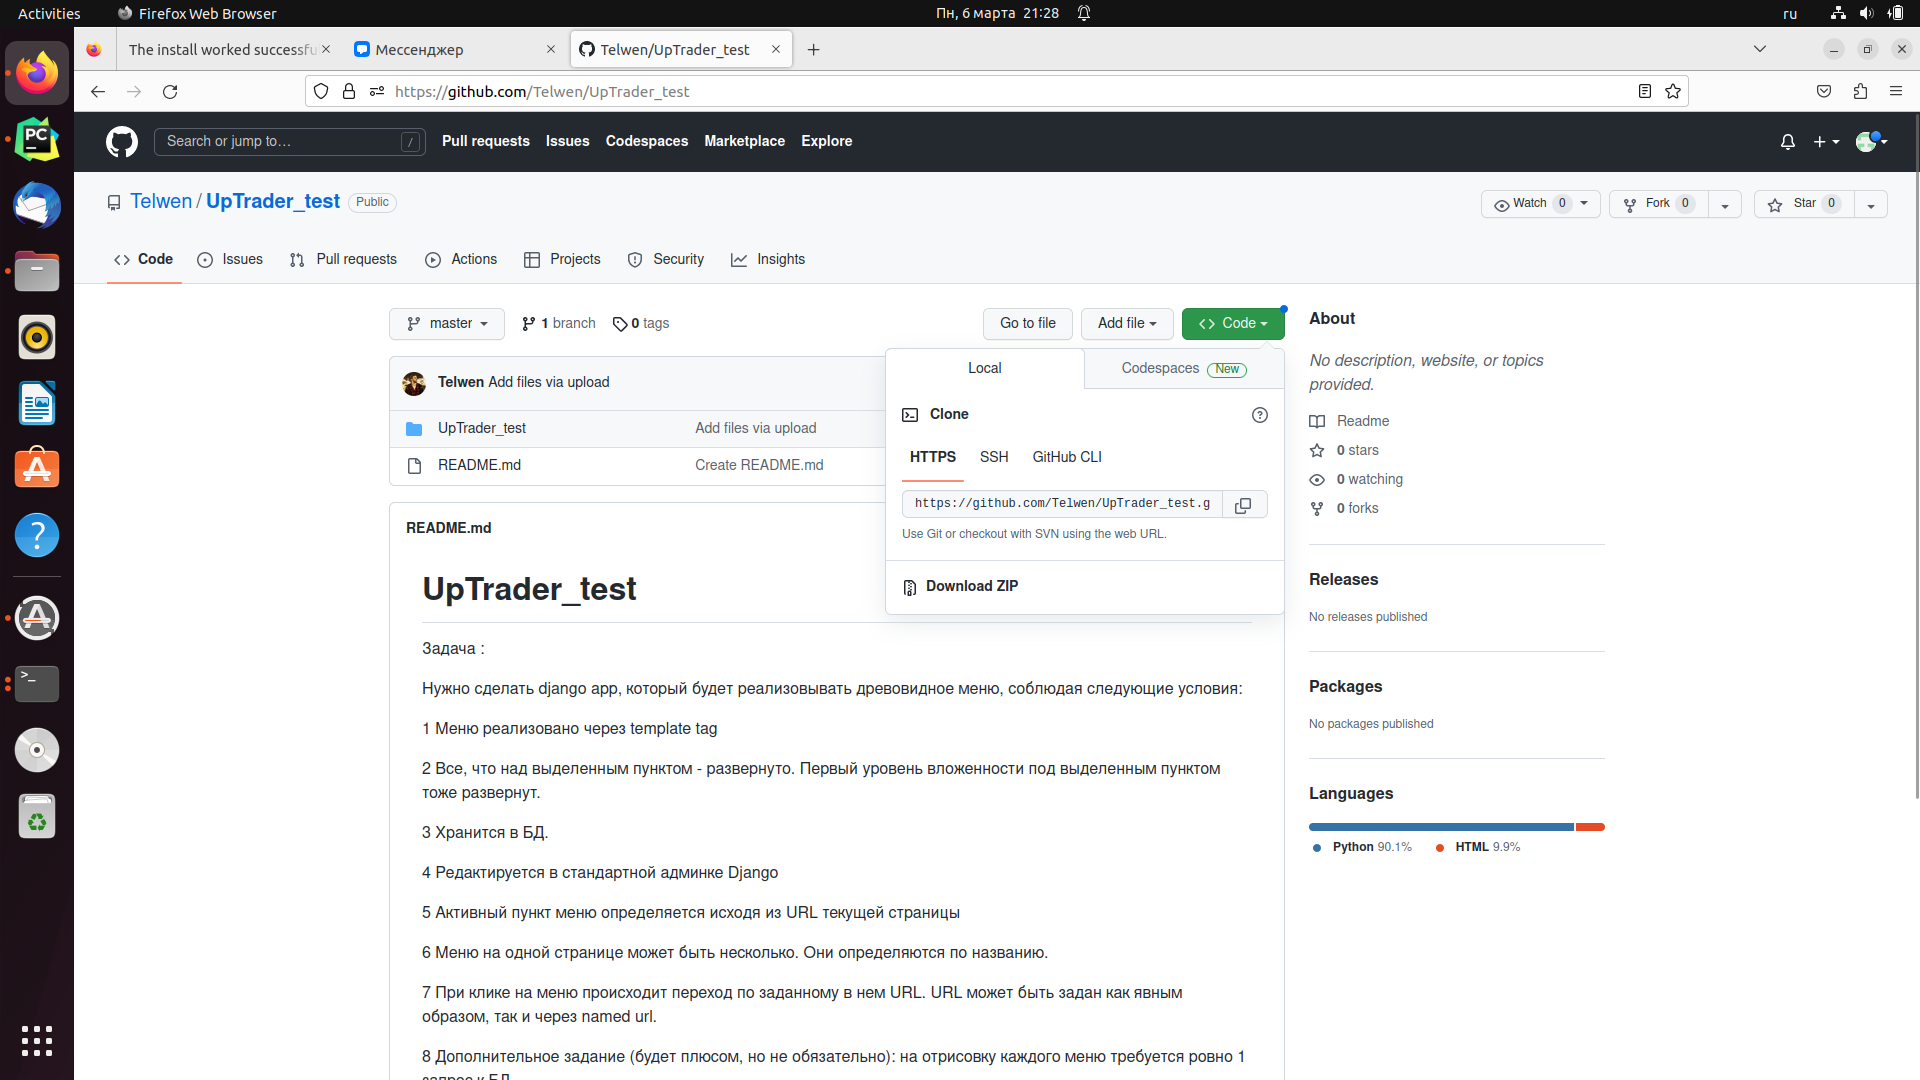 Activities
Firefox Web Browser
Пн, 6 марта 21:28
ru
The install worked successfu
Мессенджер
Telwen/UpTrader_test
https://github.com/Telwen/UpTrader_test
Search or jump to…
/
Pull requests
Issues
Codespaces
Marketplace
Explore
Telwen / UpTrader_test
Public
Watch 0
Fork 0
Star 0
Code
Issues
Pull requests
Actions
Projects
Security
Insights
master
1 branch
0 tags
Go to file
Add file
Code
Telwen Add files via upload
UpTrader_test
Add files via upload
README.md
Create README.md
Local
Codespaces New
Clone
HTTPS
SSH
GitHub CLI
https://github.com/Telwen/UpTrader_test.g
Use Git or checkout with SVN using the web URL.
Download ZIP
README.md
UpTrader_test
Задача :
Нужно сделать django app, который будет реализовывать древовидное меню, соблюдая следующие условия:
1 Меню реализовано через template tag
2 Все, что над выделенным пунктом - развернуто. Первый уровень вложенности под выделенным пунктом
тоже развернут.
3 Хранится в БД.
4 Редактируется в стандартной админке Django
5 Активный пункт меню определяется исходя из URL текущей страницы
6 Меню на одной странице может быть несколько. Они определяются по названию.
7 При клике на меню происходит переход по заданному в нем URL. URL может быть задан как явным
образом, так и через named url.
8 Дополнительное задание (будет плюсом, но не обязательно): на отрисовку каждого меню требуется ровно 1
запрос к БД
About
No description, website, or topics
provided.
Readme
0 stars
0 watching
0 forks
Releases
No releases published
Packages
No packages published
Languages
Python 90.1%
HTML 9.9%
PC